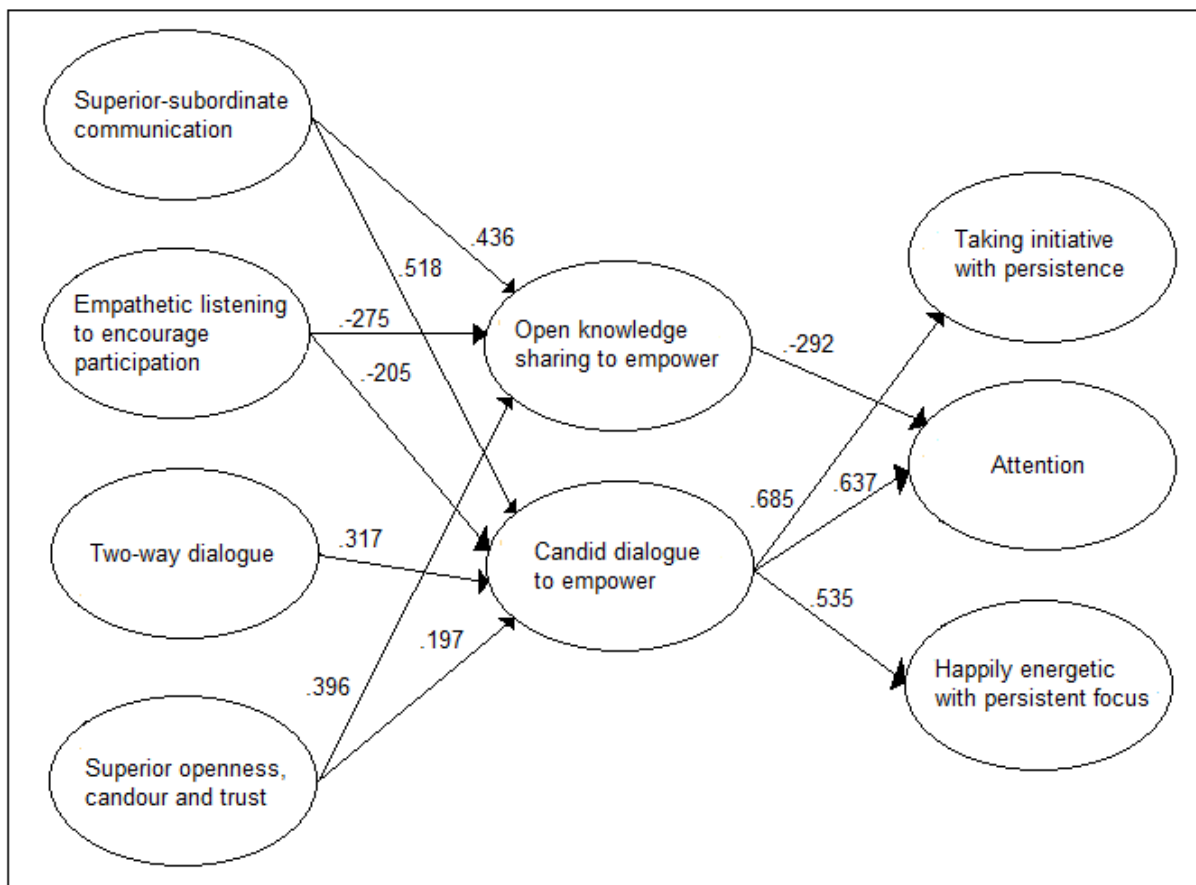 Superior-subordinate
communication
.436
.518
Taking initiative
with persistence
Empathetic listening
to encourage
participation
.-275
.-205
Open knowledge
sharing to empower
.-292
Attention
.685
.637
Two-way dialogue
.317
Candid dialogue
to empower
.535
.197
.396
Happily energetic
with persistent focus
Superior openness,
candour and trust